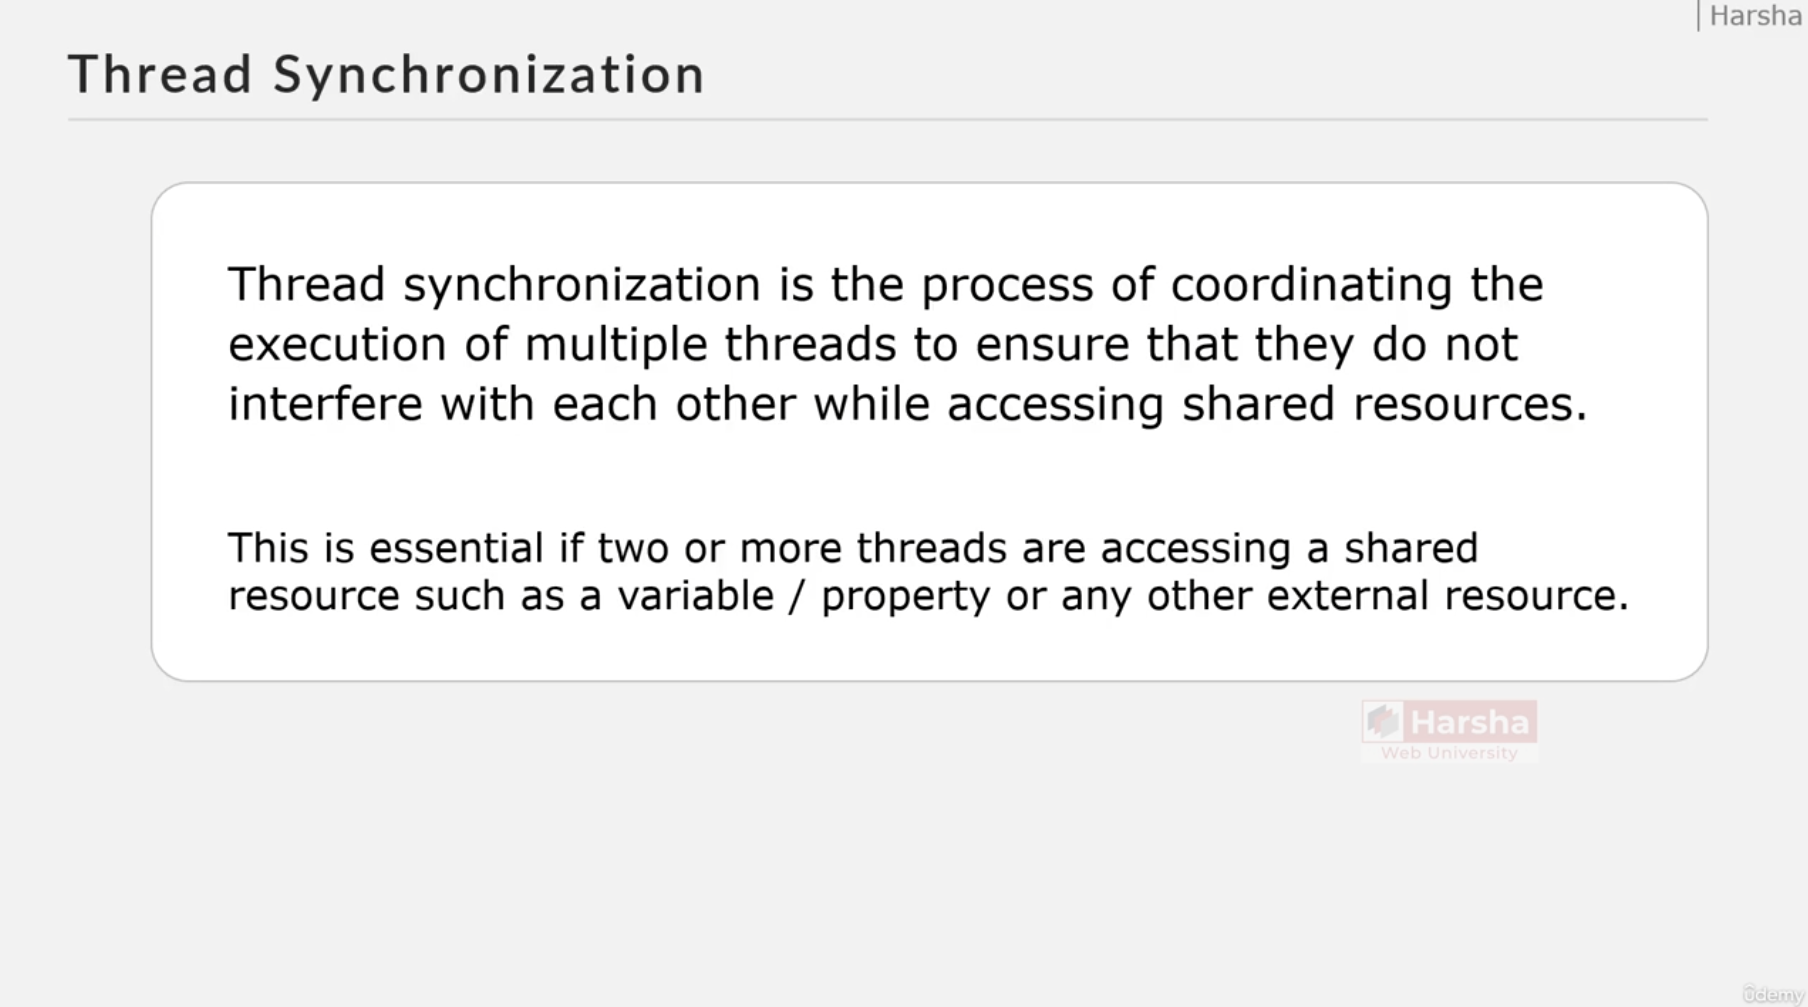 Harsha
Thread Synchronization
Thread synchronization is the process of coordinating the
execution of multiple threads to ensure that they do not
interfere with each other while accessing shared resources.
This is essential if two or more threads are accessing a shared
resource such as a variable / property or any other external resource.
Harsha
Web University
ûdemy